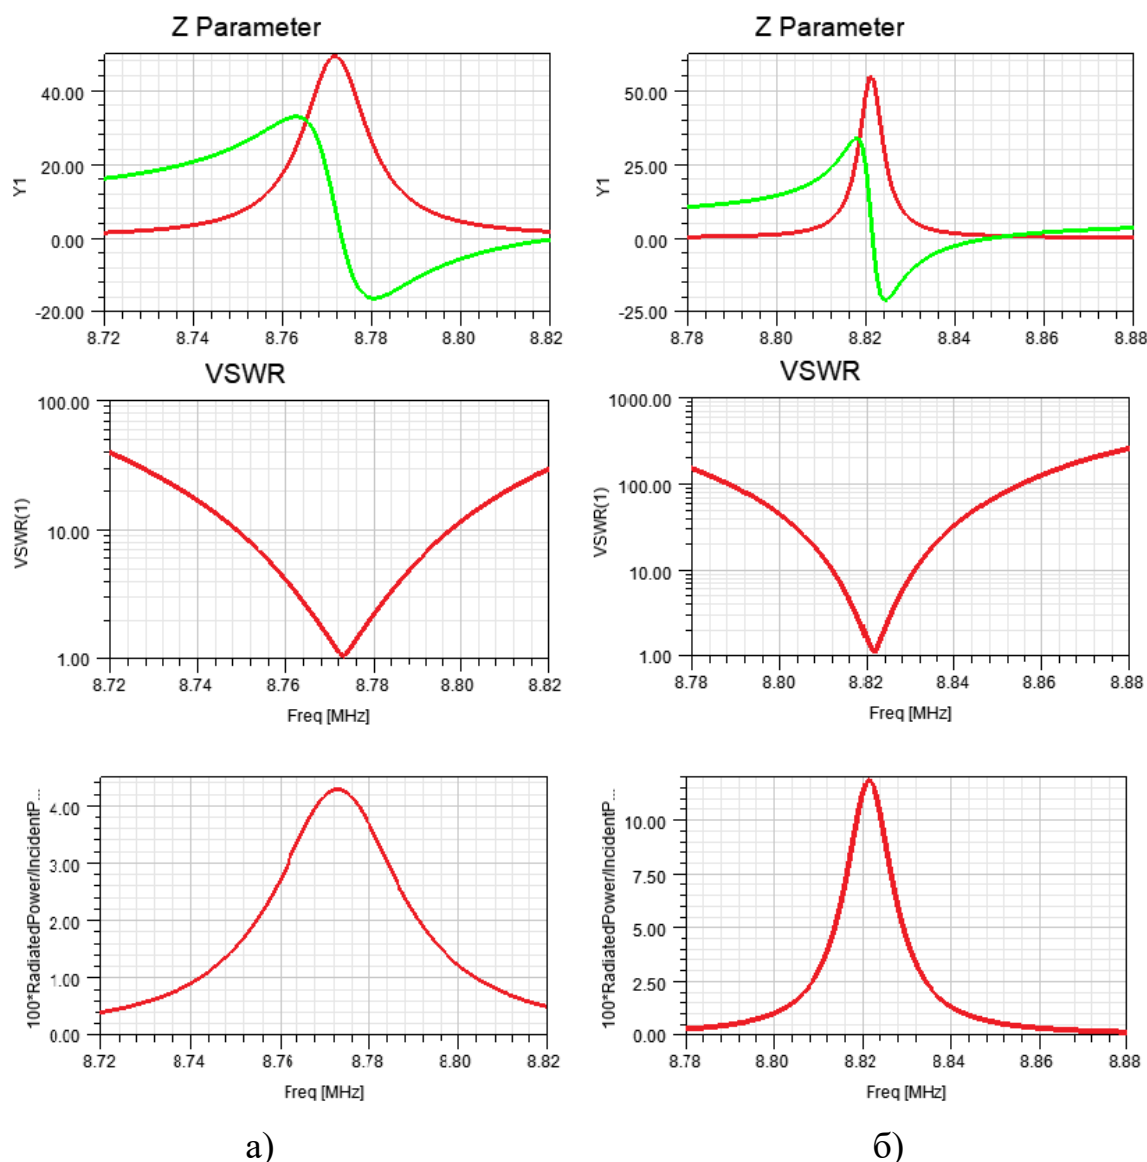 Z Parameter
Y1
40.00
20.00
0.00
-20.00
8.72 8.74 8.76 8.78 8.80 8.82
Z Parameter
Y1
50.00
25.00
0.00
-25.00
8.78 8.80 8.82 8.84 8.86 8.88
VSWR
VSWR(1)
100.00
10.00
1.00
8.72 8.74 8.76 8.78 8.80 8.82
Freq [MHz]
VSWR
VSWR(1)
1000.00
100.00
10.00
1.00
8.78 8.80 8.82 8.84 8.86 8.88
Freq [MHz]
100*RadiatedPower/IncidentP...
4.00
3.00
2.00
1.00
0.00
8.72 8.74 8.76 8.78 8.80 8.82
Freq [MHz]
100*RadiatedPower/IncidentP...
10.00
7.50
5.00
2.50
0.00
8.78 8.80 8.82 8.84 8.86 8.88
Freq [MHz]
а) б)